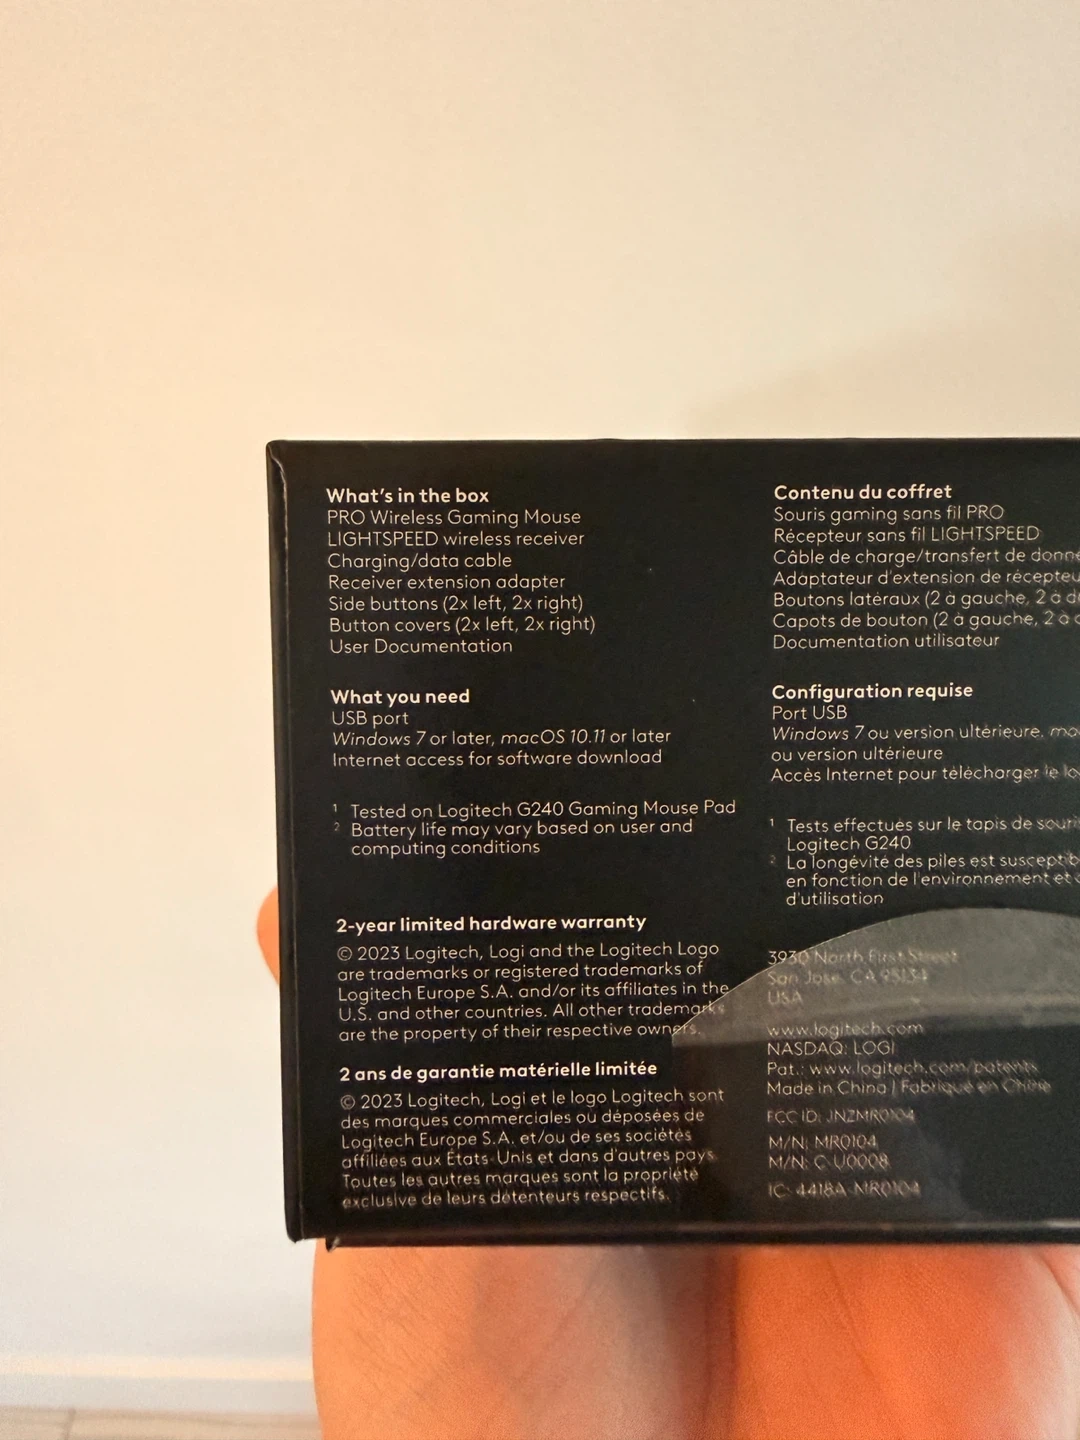 What's in the box
PRO Wireless Gaming Mouse
LIGHTSPEED wireless receiver
Charging/data cable
Receiver extension adapter
Side buttons (2x left, 2x right)
Button covers (2x left, 2x right)
User Documentation
What you need
USB port
Windows 7 or later, macOS 10.11 or later
Internet access for software download
¹ Tested on Logitech G240 Gaming Mouse Pad
² Battery life may vary based on user and
computing conditions
2-year limited hardware warranty
© 2023 Logitech, Logi and the Logitech Logo
are trademarks or registered trademarks of
Logitech Europe S.A. and/or its affiliates in the
U.S. and other countries. All other trademarks
are the property of their respective owners.
2 ans de garantie matérielle limitée
© 2023 Logitech, Logi et le logo Logitech sont
des marques commerciales ou déposées de
Logitech Europe S.A. et/ou de ses sociétés
affiliées aux États-Unis et dans d'autres pays.
Toutes les autres marques sont la propriété
exclusive de leurs détenteurs respectifs.
Contenu du coffret
Souris gaming sans fil PRO
Récepteur sans fil LIGHTSPEED
Câble de charge/transfert de
Adaptateur d'extension de
Boutons latéraux (2 à gauche, 2 à
Capots de bouton (2 à gauche, 2 à
Documentation utilisateur
Configuration requise
Port USB
Windows 7 ou version ultérieure,
ou version ultérieure
Accès Internet pour télécharger le
¹ Tests effectués sur le tapis de
Logitech G240
² La longévité des piles est
en fonction de l'environnement et
d'utilisation
3930 North First Street
San Jose, CA 95134
USA
www.logitech.com
NASDAQ: LOGI
Pat.: www.logitech.com/patents
Made in China | Fabriqué en Chine
FCC ID: JNZMR0104
M/N: MR0104
M/N: C-U0008
IC: 4418A-MR0104